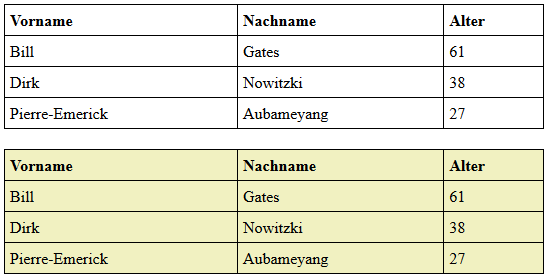 Vorname Nachname Alter
Bill Gates 61
Dirk Nowitzki 38
Pierre-Emerick Aubameyang 27
Vorname Nachname Alter
Bill Gates 61
Dirk Nowitzki 38
Pierre-Emerick Aubameyang 27